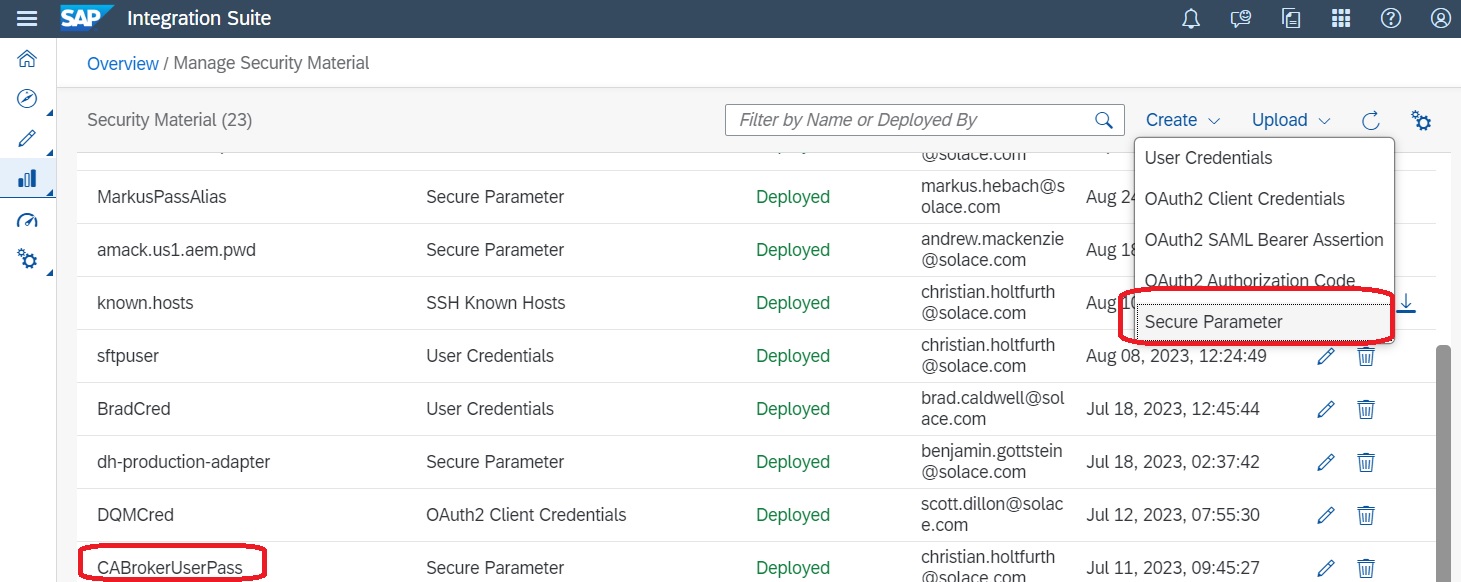 SAP Integration Suite
Overview / Manage Security Material
Security Material (23)
Filter by Name or Deployed By
Create
Upload
User Credentials
OAuth2 Client Credentials
OAuth2 SAML Bearer Assertion
OAuth2 Authorization Code
Secure Parameter
@solace.com
MarkusPassAlias Secure Parameter Deployed markus.hebach@s
olace.com
Aug 24
amack.us1.aem.pwd Secure Parameter Deployed andrew.mackenzie
@solace.com
Aug 18
known.hosts SSH Known Hosts Deployed christian.holtfurth
@solace.com
Aug 10
sftpuser User Credentials Deployed christian.holtfurth
@solace.com
Aug 08, 2023, 12:24:49
BradCred User Credentials Deployed brad.caldwell@sol
ace.com
Jul 18, 2023, 12:45:44
dh-production-adapter Secure Parameter Deployed benjamin.gottstein
@solace.com
Jul 18, 2023, 02:37:42
DQMCred OAuth2 Client Credentials Deployed scott.dillon@solac
e.com
Jul 12, 2023, 07:55:30
CABrokerUserPass Secure Parameter Deployed christian.holtfurth
@solace.com
Jul 11, 2023, 09:45:27